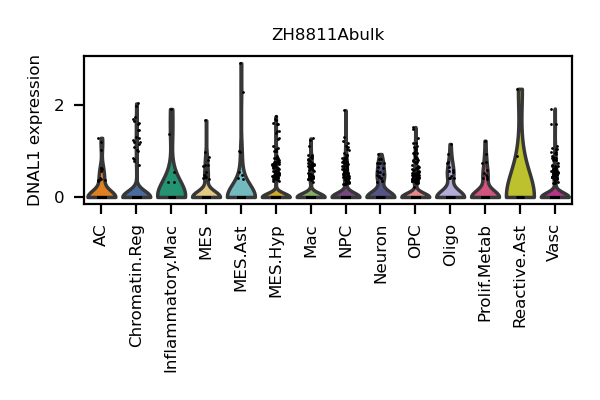 ZH8811Abulk
DNAL1 expression
2
0
AC
Chromatin.Reg
Inflammatory.Mac
MES
MES.Ast
MES.Hyp
Mac
NPC
Neuron
OPC
Oligo
Prolif.Metab
Reactive.Ast
Vasc